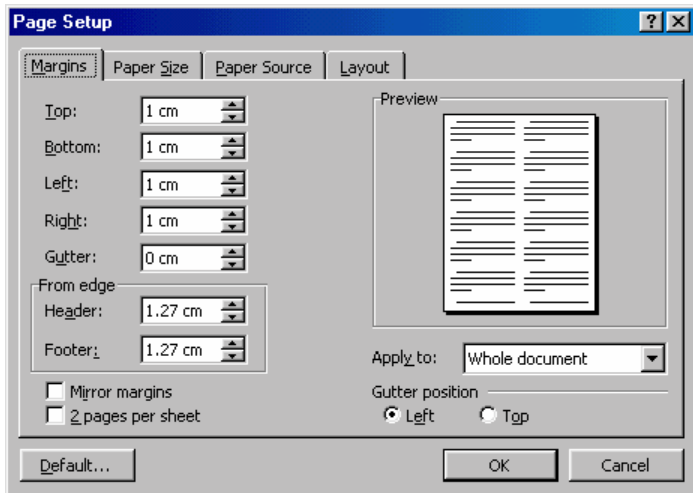 Page Setup
Margins Paper Size Paper Source Layout
Top: 1 cm
Bottom: 1 cm
Left: 1 cm
Right: 1 cm
Gutter: 0 cm
From edge
Header: 1.27 cm
Footer: 1.27 cm
Mirror margins
2 pages per sheet
Preview
Apply to: Whole document
Gutter position
Left Top
Default... OK Cancel